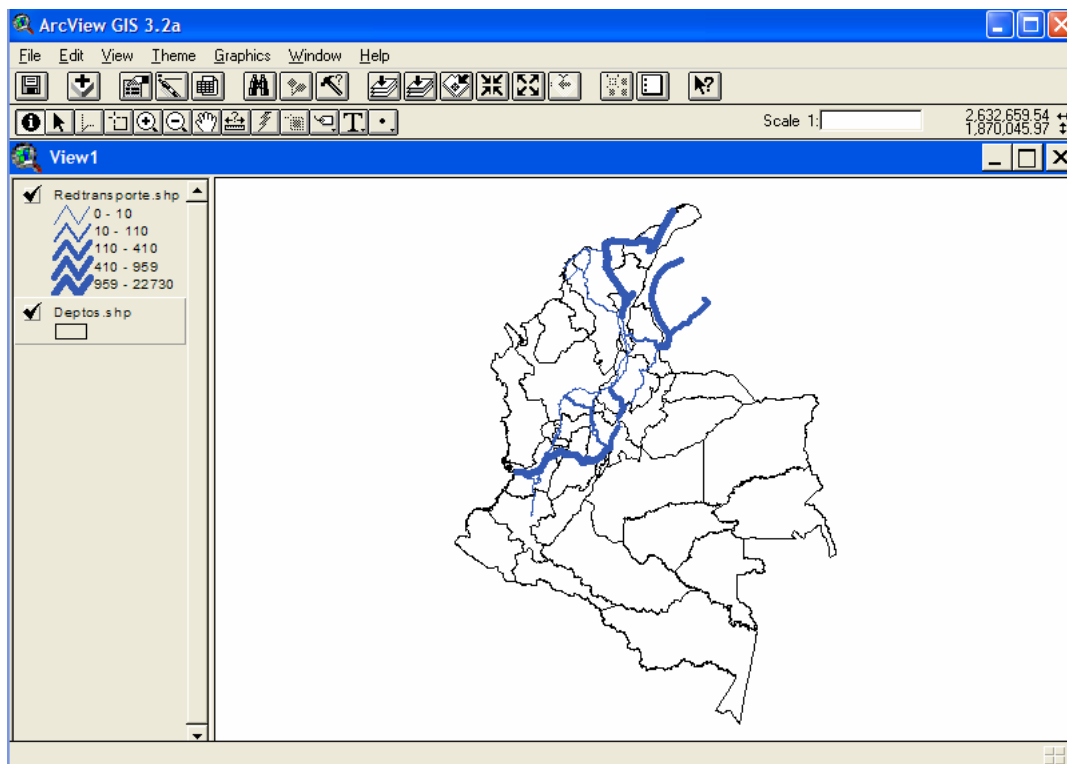 ArcView GIS 3.2a
File Edit View Theme Graphics Window Help
Scale 1:
2,632,659.54
1,870,045.97
View1
Redtransporte.shp
0 - 10
10 - 110
110 - 410
410 - 959
959 - 22730
Deptos.shp